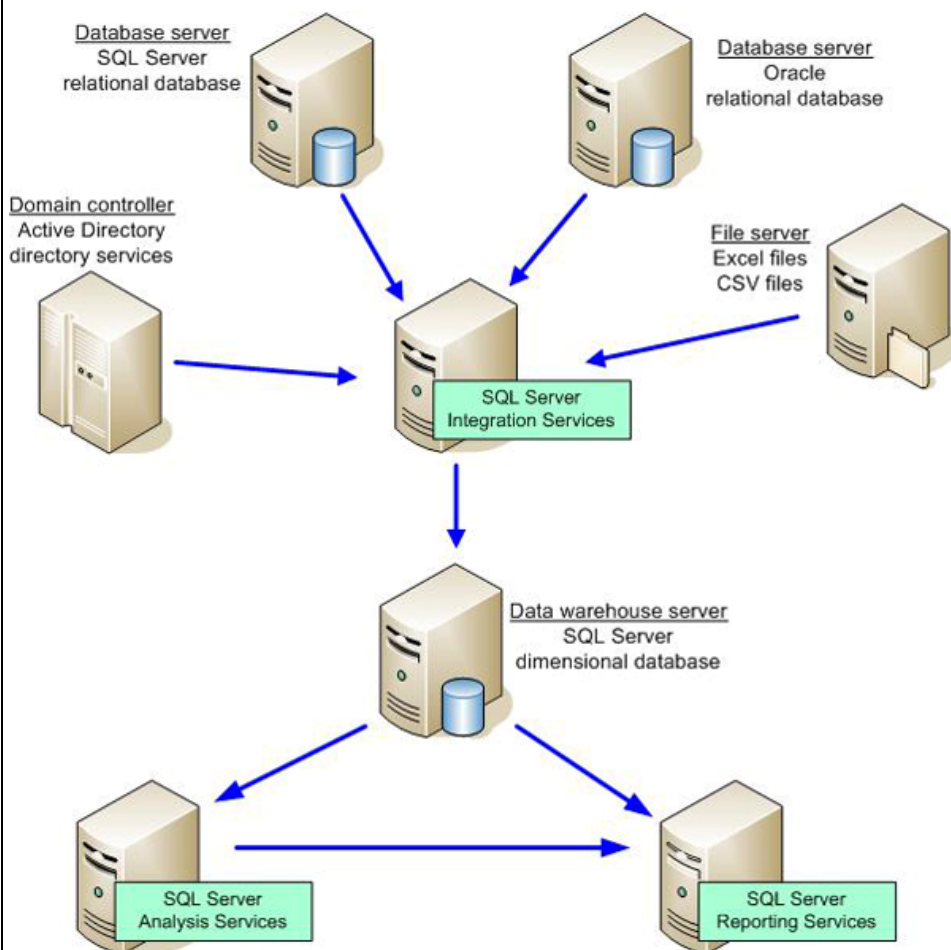 Database server
SQL Server
relational database
Database server
Oracle
relational database
Domain controller
Active Directory
directory services
File server
Excel files
CSV files
SQL Server
Integration Services
Data warehouse server
SQL Server
dimensional database
SQL Server
Analysis Services
SQL Server
Reporting Services